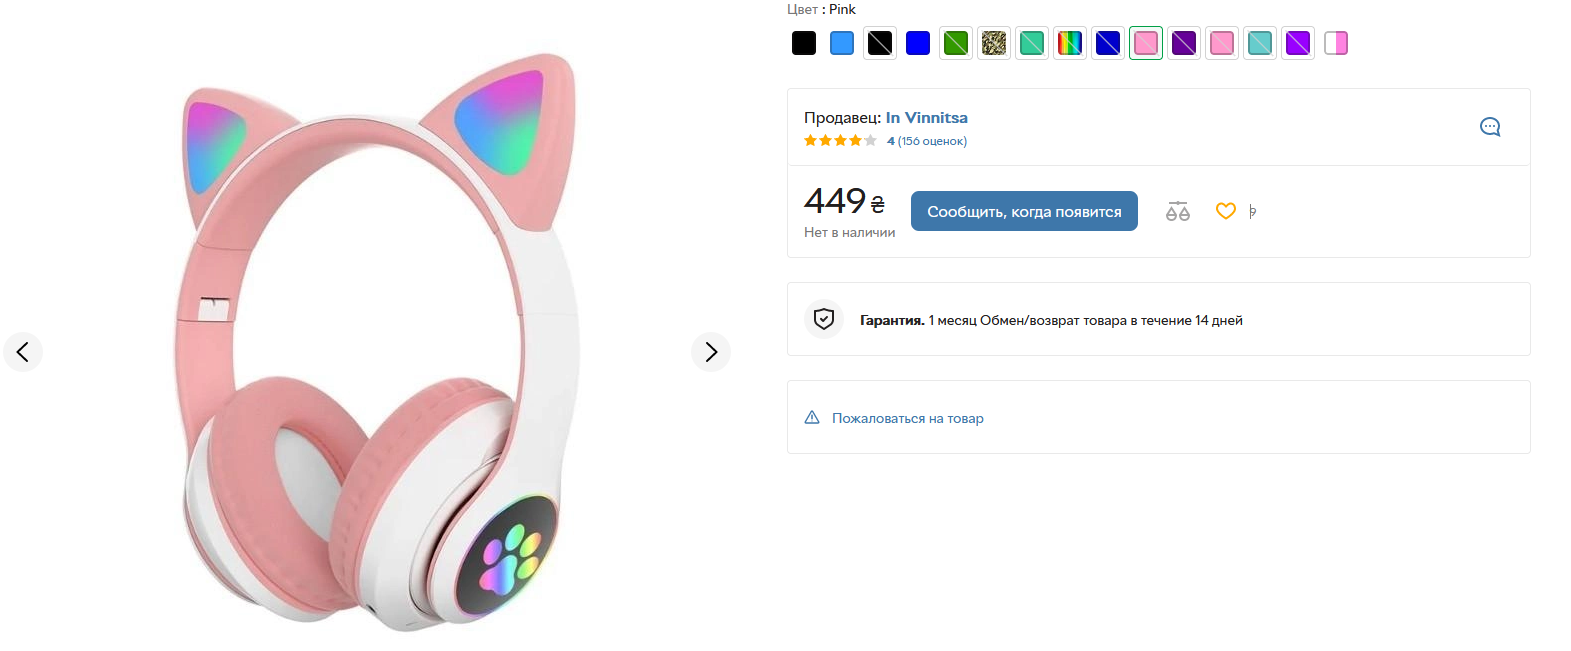 Цвет : Pink
Продавец: In Vinnitsa
4 (156 оценок)
449 ₴
Сообщить, когда появится
Нет в наличии
Гарантия. 1 месяц Обмен/возврат товара в течение 14 дней
Пожаловаться на товар